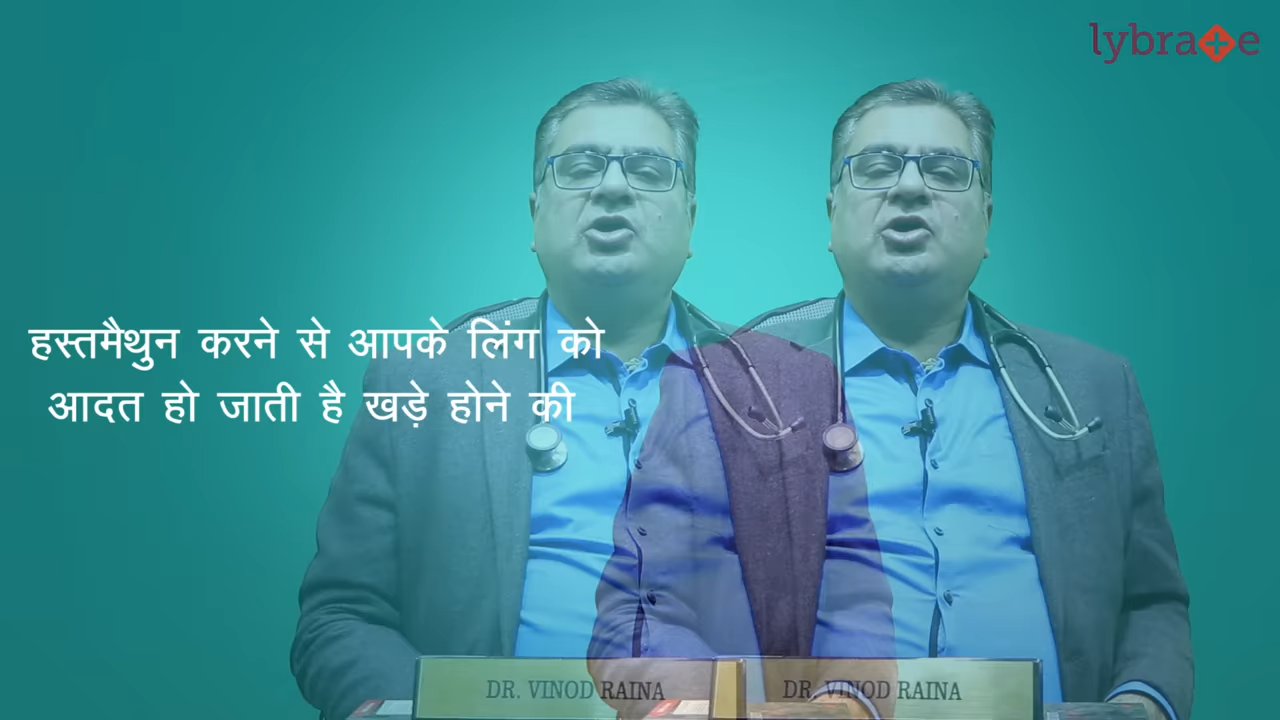 lybrate
हस्तमैथुन करने से आपके लिंग को
आदत हो जाती है खड़े होने की
DR. VINOD RAINA
DR. VINOD RAINA